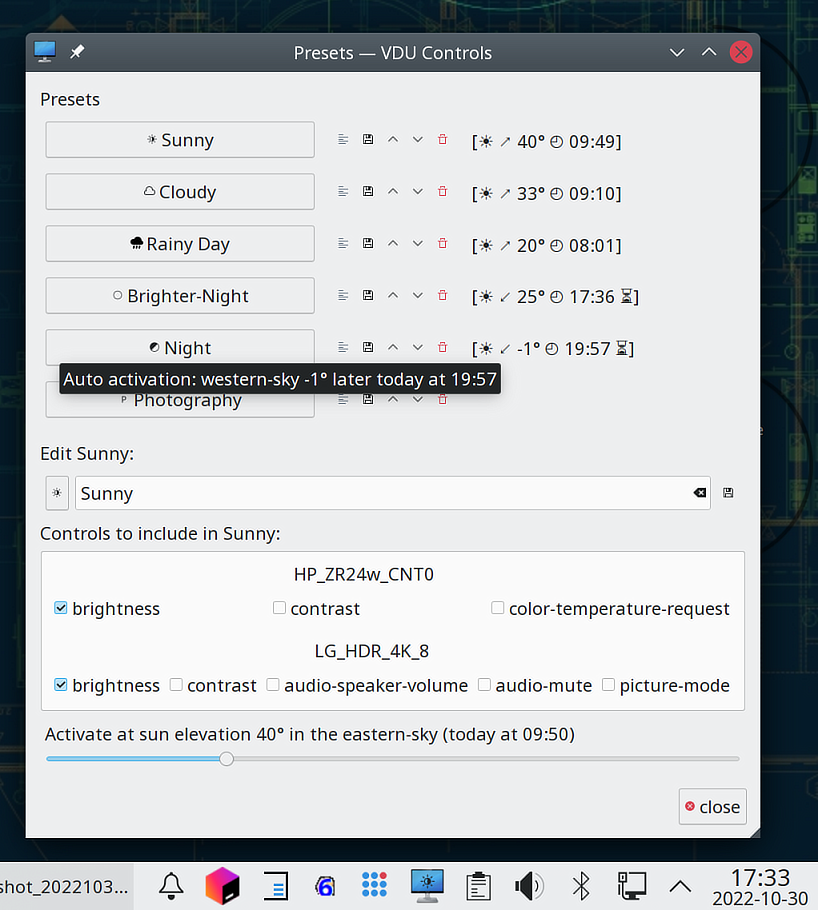 Presets — VDU Controls
Presets
Sunny [☀ ↗ 40° ◴ 09:49]
Cloudy [☀ ↗ 33° ◴ 09:10]
Rainy Day [☀ ↗ 20° ◴ 08:01]
Brighter-Night [☀ ↙ 25° ◴ 17:36 ⏳]
Night [☀ ↙ -1° ◴ 19:57 ⏳]
Auto activation: western-sky -1° later today at 19:57
P Photography
Edit Sunny:
Sunny
Controls to include in Sunny:
HP_ZR24w_CNT0
brightness contrast color-temperature-request
LG_HDR_4K_8
brightness contrast audio-speaker-volume audio-mute picture-mode
Activate at sun elevation 40° in the eastern-sky (today at 09:50)
close
shot_2022103... 6 17:33
2022-10-30